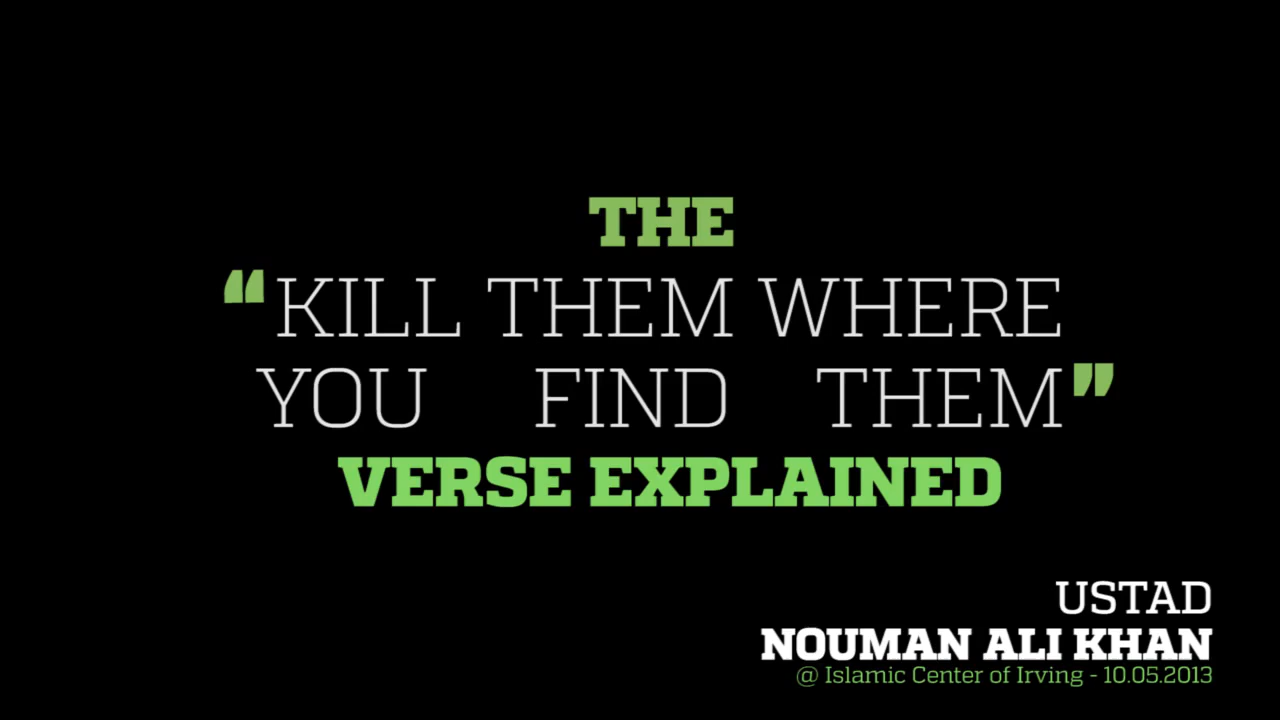 THE
“KILL THEM WHERE
YOU FIND THEM”
VERSE EXPLAINED
USTAD
NOUMAN ALI KHAN
@ Islamic Center of Irving - 10.05.2013